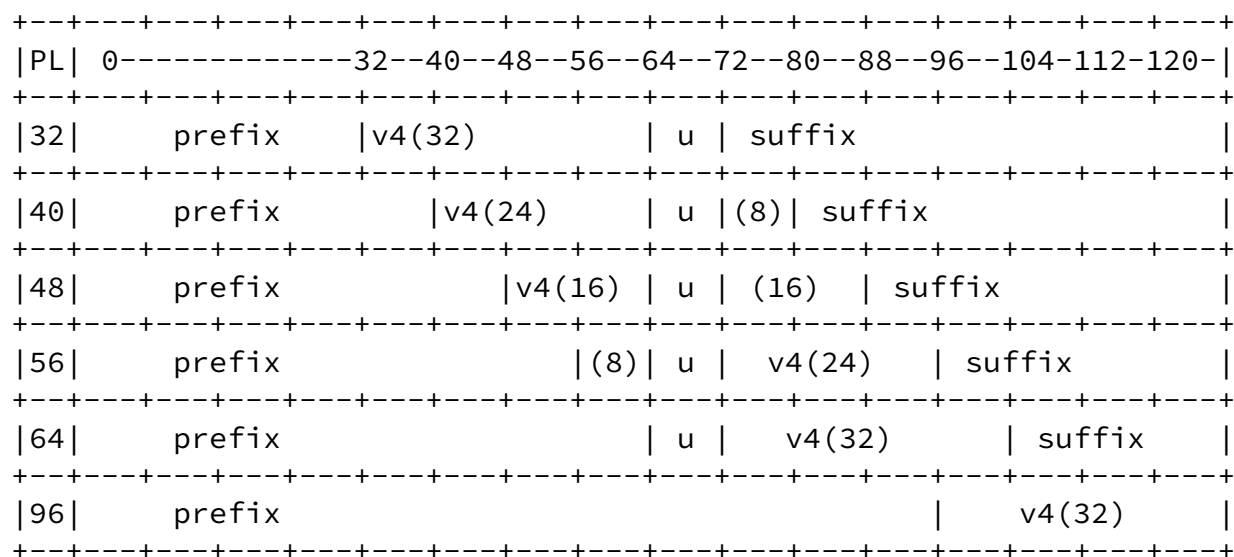 +--+---+---+---+---+---+---+---+---+---+---+---+---+---+---+---+---+
|PL| 0-------------32--40--48--56--64--72--80--88--96--104-112-120-|
+--+---+---+---+---+---+---+---+---+---+---+---+---+---+---+---+---+
|32|     prefix    |v4(32)         | u | suffix                    |
+--+---+---+---+---+---+---+---+---+---+---+---+---+---+---+---+---+
|40|     prefix        |v4(24)     | u |(8)| suffix                |
+--+---+---+---+---+---+---+---+---+---+---+---+---+---+---+---+---+
|48|     prefix            |v4(16) | u | (16)  | suffix            |
+--+---+---+---+---+---+---+---+---+---+---+---+---+---+---+---+---+
|56|     prefix                |(8)| u |  v4(24)   | suffix        |
+--+---+---+---+---+---+---+---+---+---+---+---+---+---+---+---+---+
|64|     prefix                    | u |   v4(32)      | suffix    |
+--+---+---+---+---+---+---+---+---+---+---+---+---+---+---+---+---+
|96|     prefix                                    |    v4(32)     |
+--+---+---+---+---+---+---+---+---+---+---+---+---+---+---+---+---+